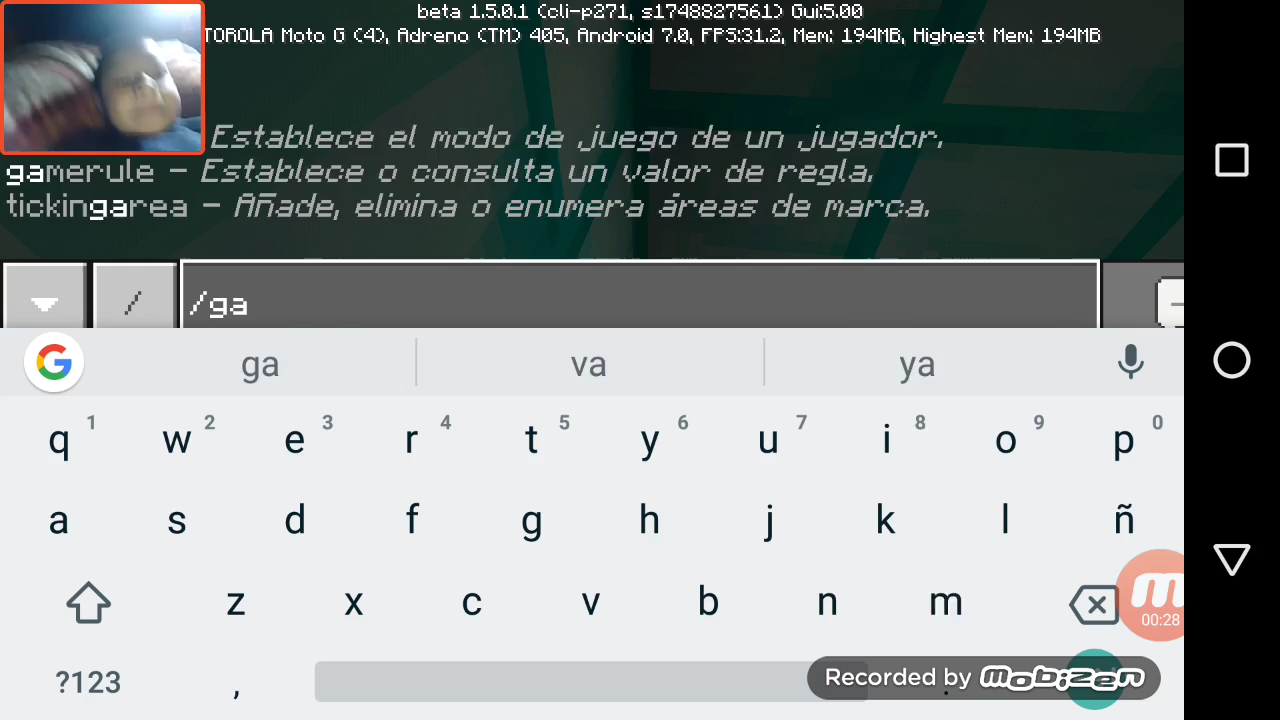 beta 1.5.0.1 (cli-p271, s1748827561) Gui:5.00
TOROLA Moto G (4), Adreno (TM) 405, Android 7.0, FPS:31.2, Mem: 194MB, Highest Mem: 194MB
Establece el modo de juego de un jugador.
gamerule – Establece o consulta un valor de regla.
tickingarea – Añade, elimina o enumera áreas de marca.
/ /ga
G ga va ya
q 1 w 2 e 3 r 4 t 5 y 6 u 7 i 8 o 9 p 0
a s d f g h j k l ñ
z x c v b n m
00:28
?123 , .
Recorded by mobizen